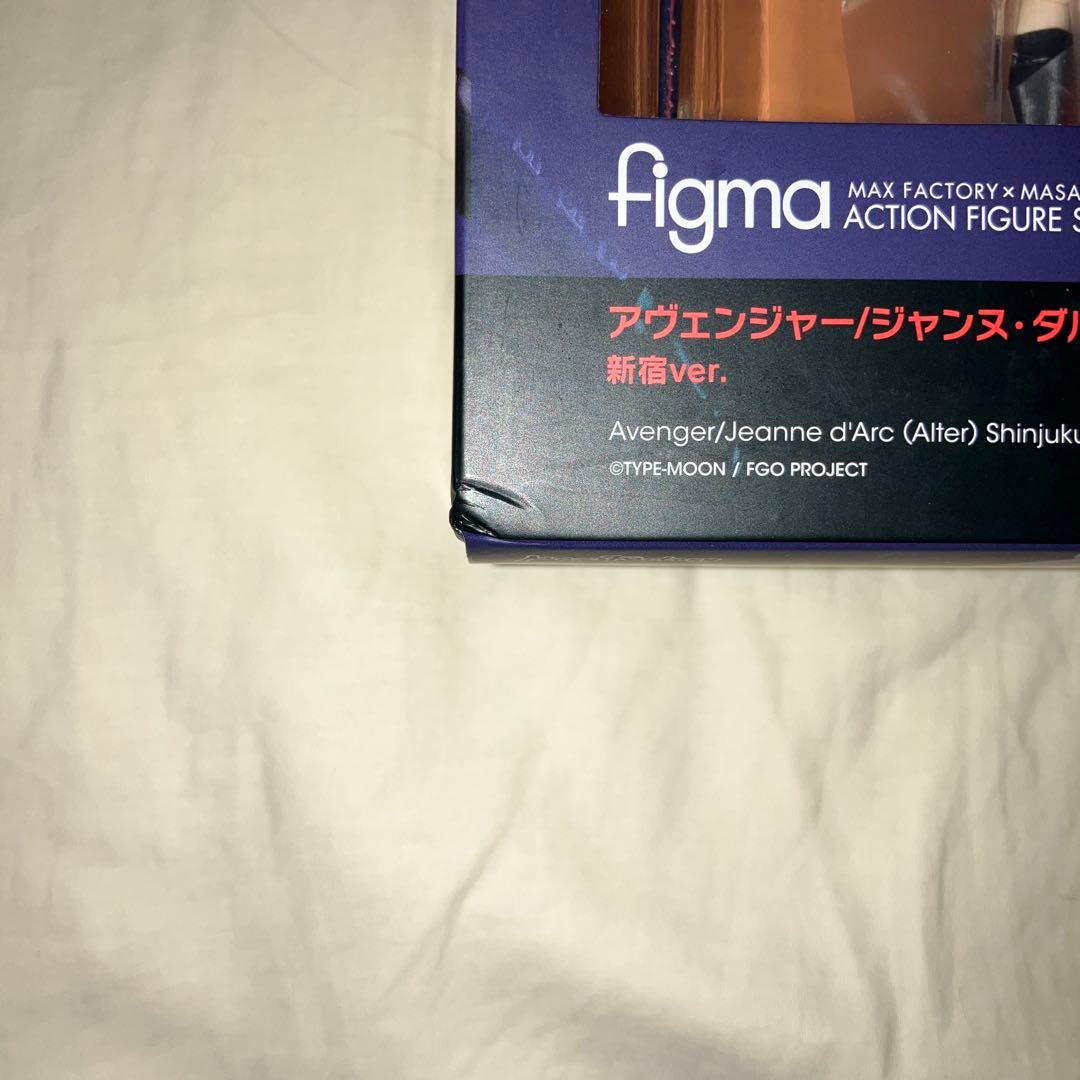 figma
MAX FACTORY × MASA
ACTION FIGURE S
アヴェンジャー/ジャンヌ・ダル
新宿ver.
Avenger/Jeanne d'Arc (Alter) Shinjuku
©TYPE-MOON / FGO PROJECT